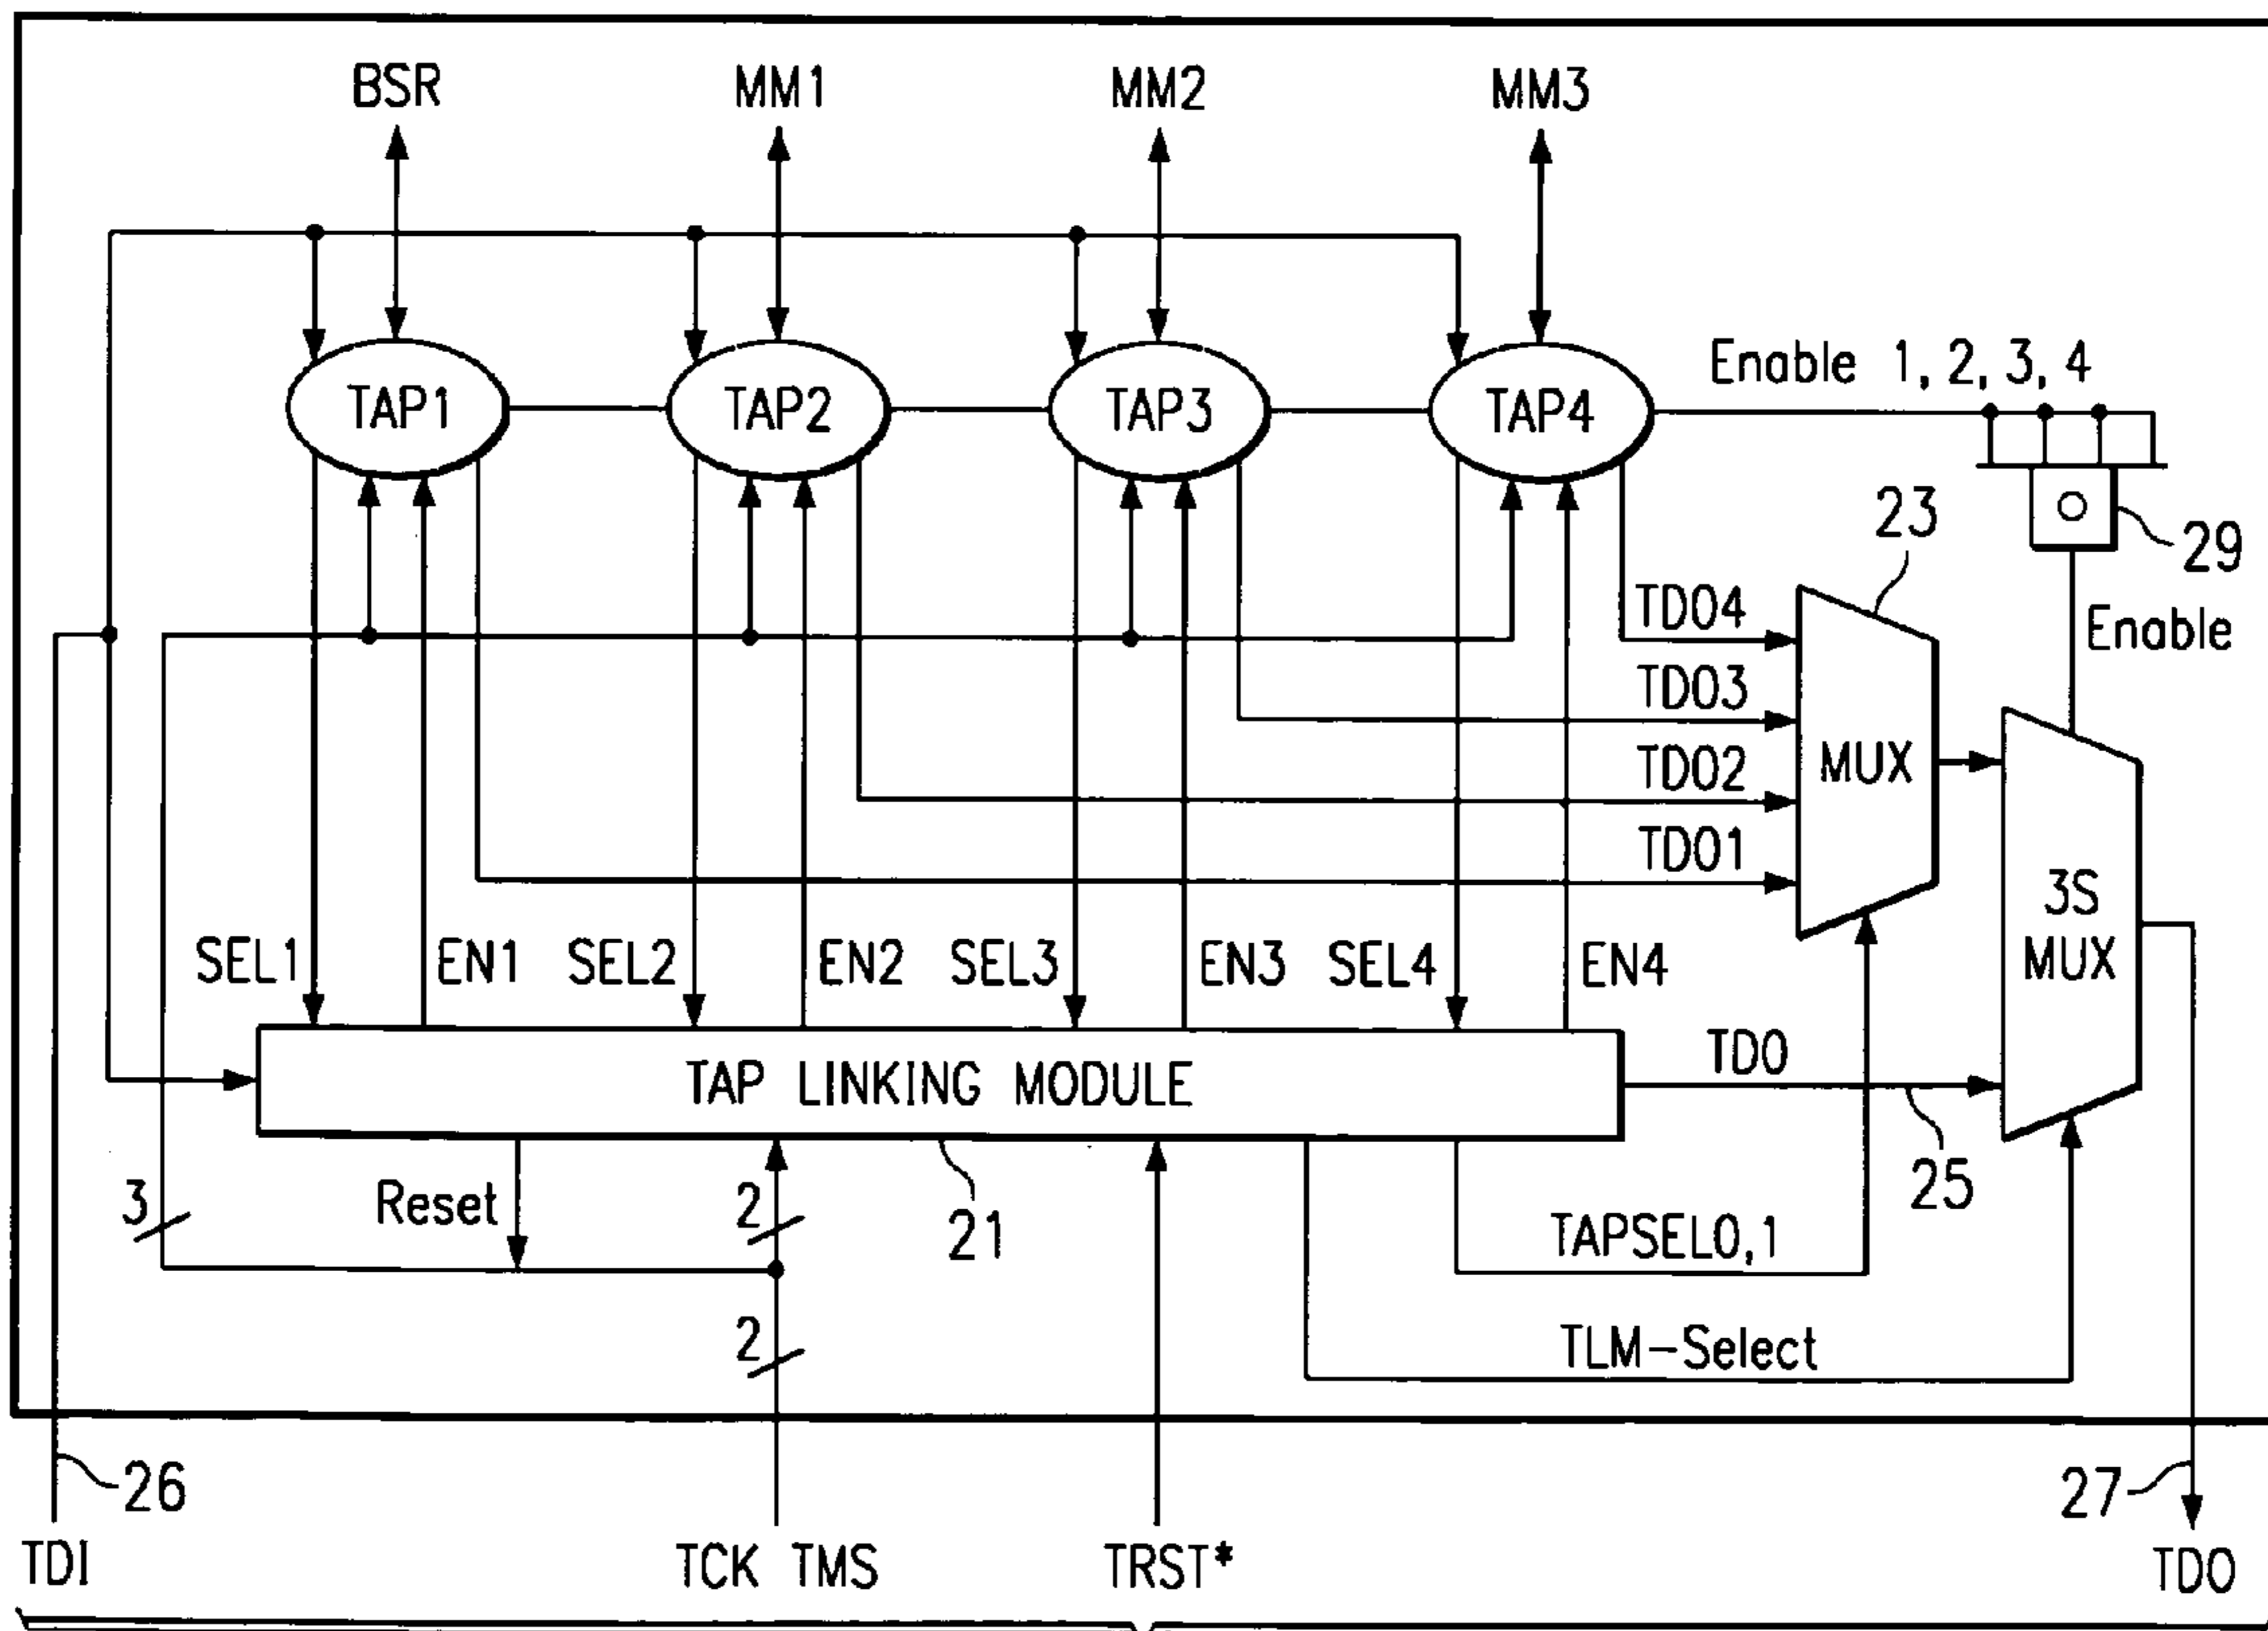 BSR MM1 MM2 MM3
TAP1 TAP2 TAP3 TAP4
Enable 1, 2, 3, 4
23
29
TDO4
Enable
TDO3
TDO2
MUX
TDO1
3S
MUX
SEL1 EN1 SEL2 EN2 SEL3 EN3 SEL4 EN4
TAP LINKING MODULE
TDO
25
3
Reset
2
21
TAPSEL0,1
2
TLM-Select
26
27
TDI
TCK TMS
TRST*
TDO